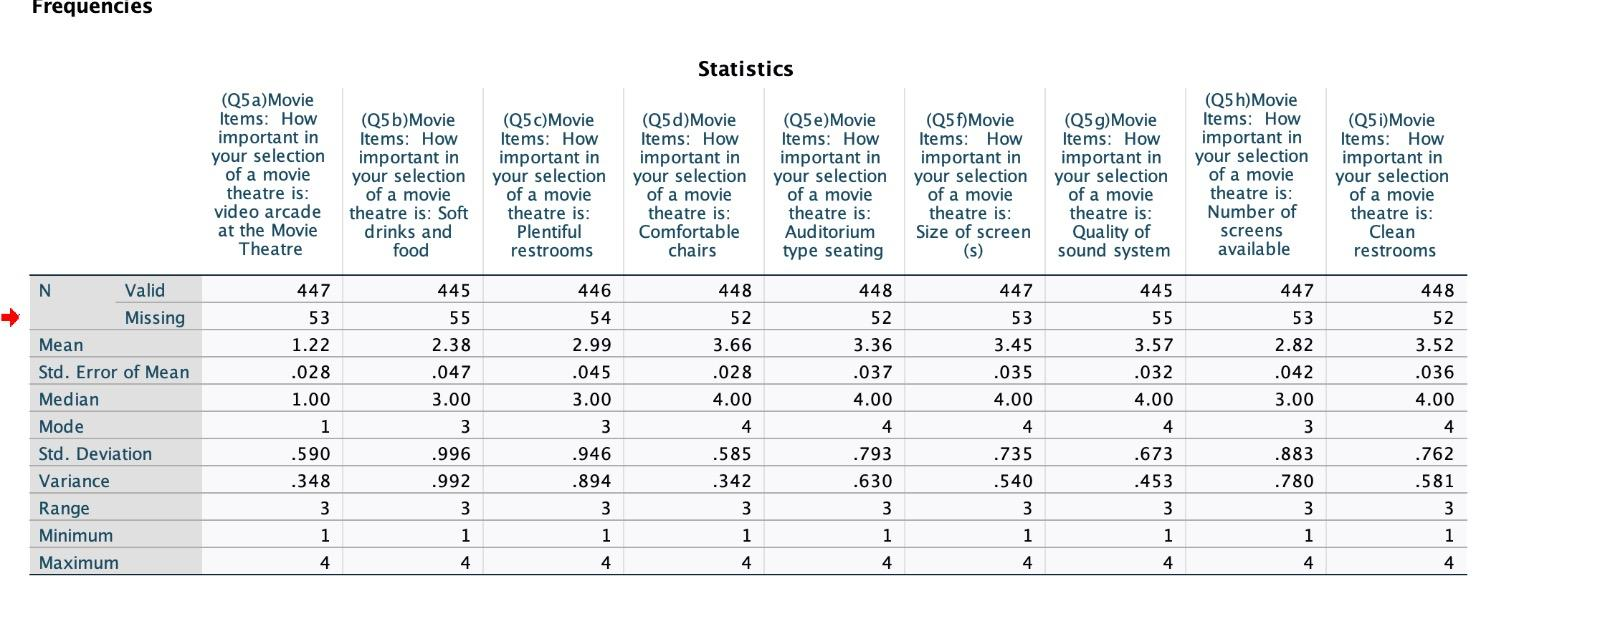 Frequencies
Statistics
(Q5a)Movie Items: How important in your selection of a movie theatre is: video arcade at the Movie Theatre
(Q5b)Movie Items: How important in your selection of a movie theatre is: Soft drinks and food
(Q5c)Movie Items: How important in your selection of a movie theatre is: Plentiful restrooms
(Q5d)Movie Items: How important in your selection of a movie theatre is: Comfortable chairs
(Q5e)Movie Items: How important in your selection of a movie theatre is: Auditorium type seating
(Q5f)Movie Items: How important in your selection of a movie theatre is: Size of screen (s)
(Q5g)Movie Items: How important in your selection of a movie theatre is: Quality of sound system
(Q5h)Movie Items: How important in your selection of a movie theatre is: Number of screens available
(Q5i)Movie Items: How important in your selection of a movie theatre is: Clean restrooms
N Valid 447 445 446 448 448 447 445 447 448
Missing 53 55 54 52 52 53 55 53 52
Mean 1.22 2.38 2.99 3.66 3.36 3.45 3.57 2.82 3.52
Std. Error of Mean .028 .047 .045 .028 .037 .035 .032 .042 .036
Median 1.00 3.00 3.00 4.00 4.00 4.00 4.00 3.00 4.00
Mode 1 3 3 4 4 4 4 3 4
Std. Deviation .590 .996 .946 .585 .793 .735 .673 .883 .762
Variance .348 .992 .894 .342 .630 .540 .453 .780 .581
Range 3 3 3 3 3 3 3 3 3
Minimum 1 1 1 1 1 1 1 1 1
Maximum 4 4 4 4 4 4 4 4 4